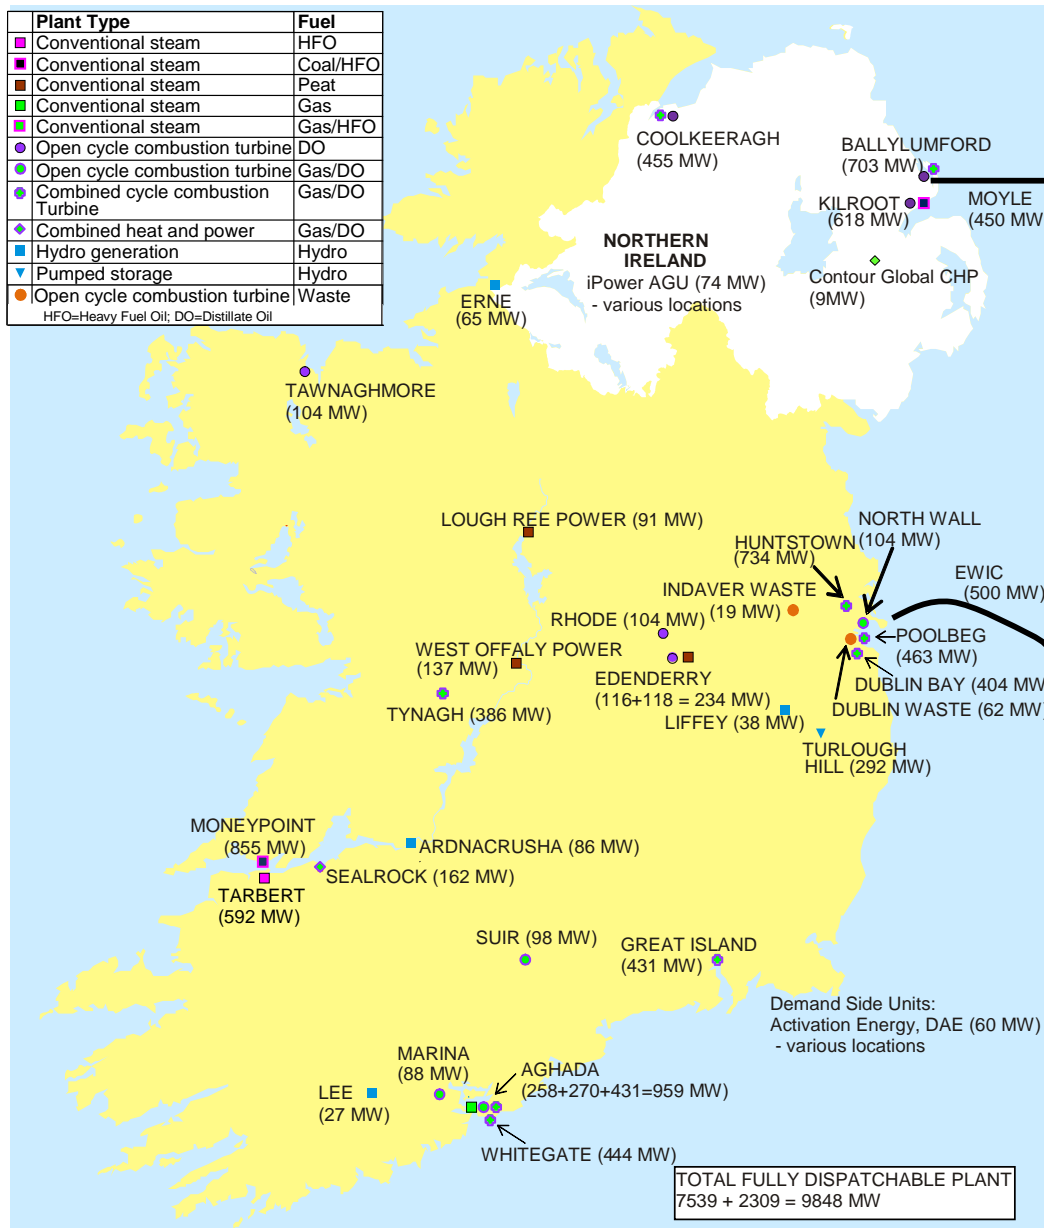 Plant Type Fuel
Conventional steam HFO
Conventional steam Coal/HFO
Conventional steam Peat
Conventional steam Gas
Conventional steam Gas/HFO
Open cycle combustion turbine DO
Open cycle combustion turbine Gas/DO
Combined cycle combustion Gas/DO
Turbine
Combined heat and power Gas/DO
Hydro generation Hydro
Pumped storage Hydro
Open cycle combustion turbine Waste
HFO=Heavy Fuel Oil; DO=Distillate Oil
COOLKEERAGH
(455 MW)
BALLYLUMFORD
(703 MW)
MOYLE
(450 MW
KILROOT
(618 MW)
NORTHERN
IRELAND
iPower AGU (74 MW)
- various locations
Contour Global CHP
(9MW)
ERNE
(65 MW)
TAWNAGHMORE
(104 MW)
LOUGH REE POWER (91 MW)
NORTH WALL
(104 MW)
HUNTSTOWN
(734 MW)
EWIC
(500 MW)
INDAVER WASTE
(19 MW)
RHODE (104 MW)
POOLBEG
(463 MW)
WEST OFFALY POWER
(137 MW)
EDENDERRY
(116+118 = 234 MW)
DUBLIN BAY (404 MW
DUBLIN WASTE (62 MW)
TYNAGH (386 MW)
LIFFEY (38 MW)
TURLOUGH
HILL (292 MW)
MONEYPOINT
(855 MW)
ARDNACRUSHA (86 MW)
SEALROCK (162 MW)
TARBERT
(592 MW)
SUIR (98 MW)
GREAT ISLAND
(431 MW)
Demand Side Units:
Activation Energy, DAE (60 MW)
- various locations
MARINA
(88 MW)
AGHADA
(258+270+431=959 MW)
LEE
(27 MW)
WHITEGATE (444 MW)
TOTAL FULLY DISPATCHABLE PLANT
7539 + 2309 = 9848 MW